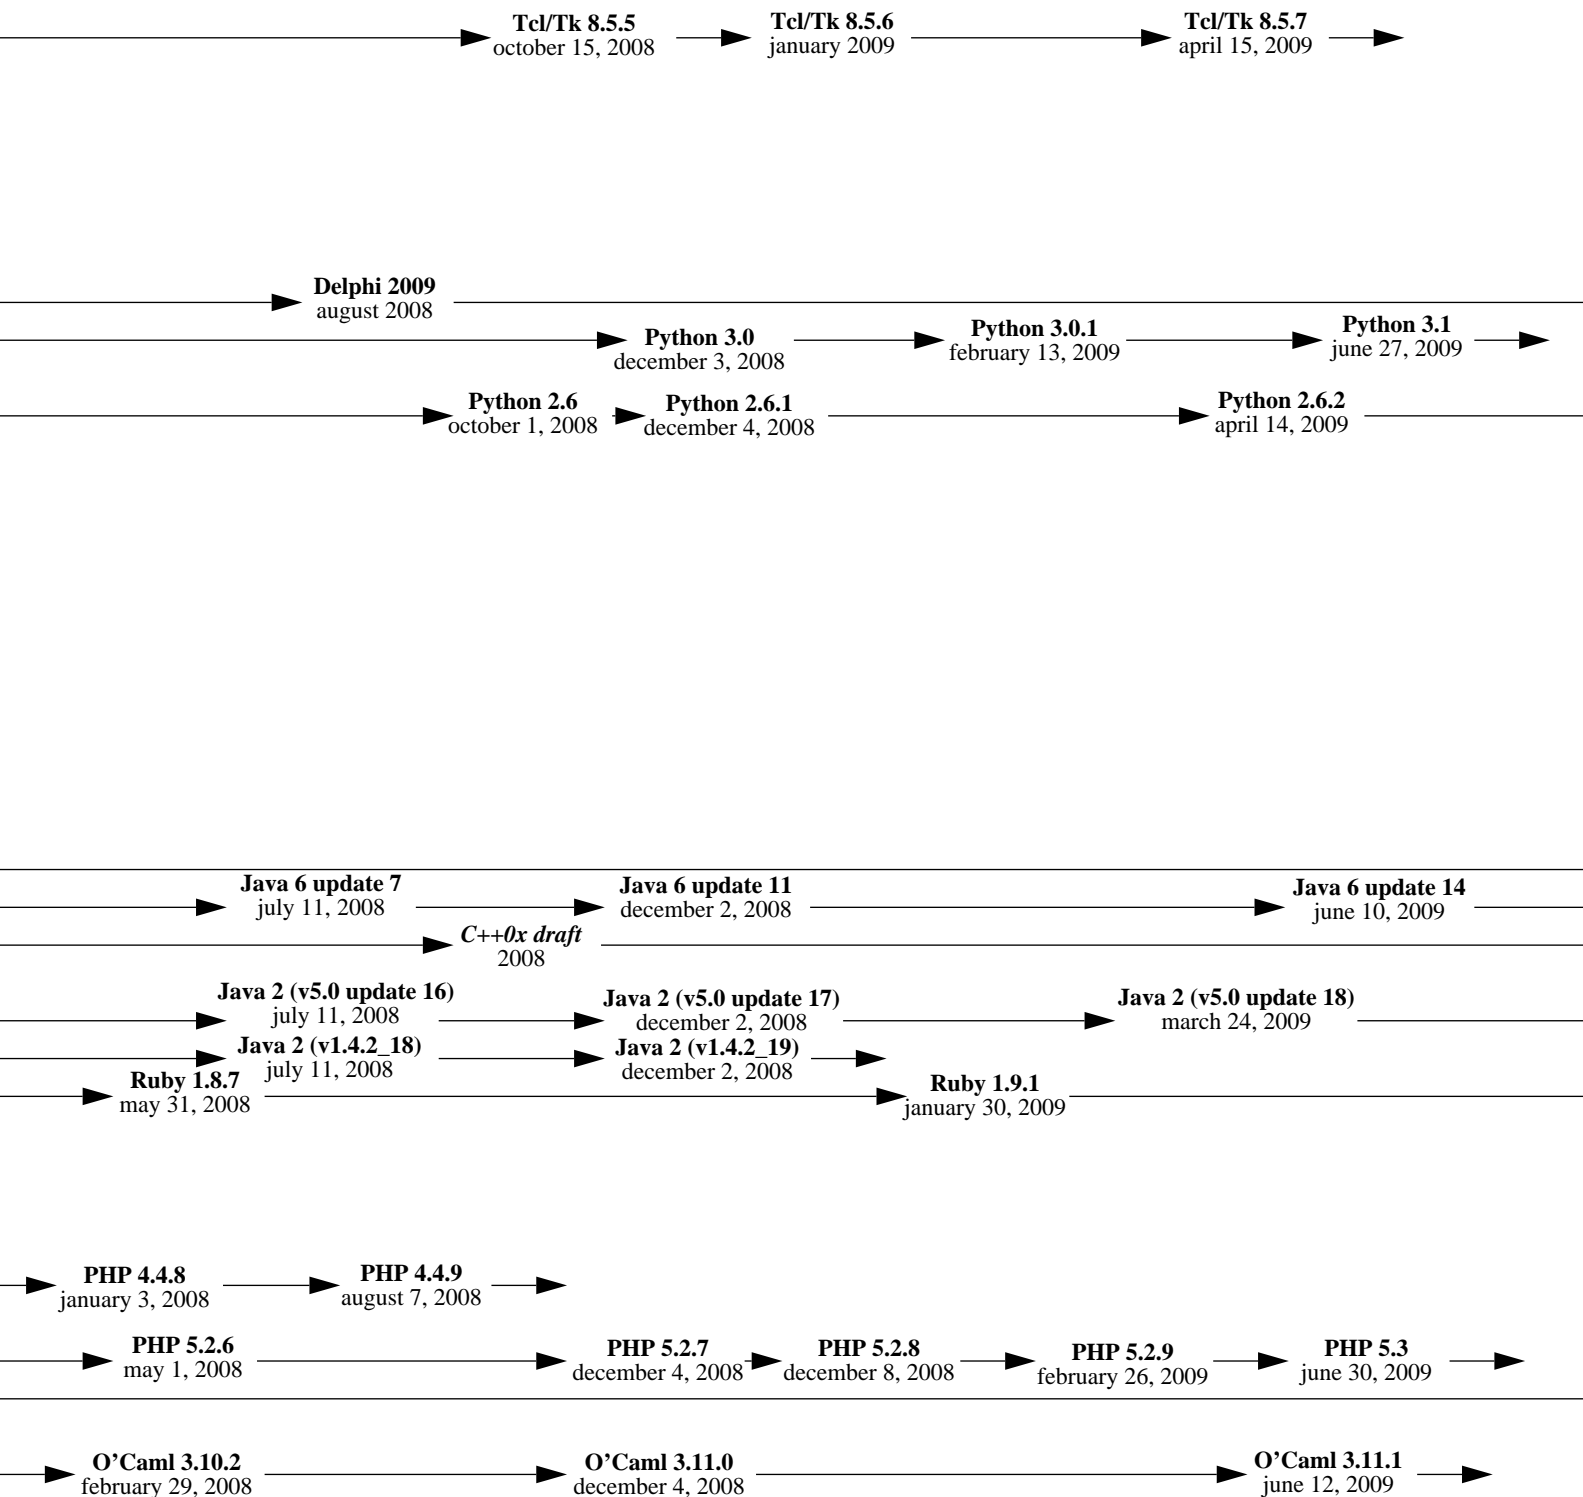 Tcl/Tk 8.5.5
october 15, 2008
Tcl/Tk 8.5.6
january 2009
Tcl/Tk 8.5.7
april 15, 2009
Delphi 2009
august 2008
Python 3.0
december 3, 2008
Python 3.0.1
february 13, 2009
Python 3.1
june 27, 2009
Python 2.6
october 1, 2008
Python 2.6.1
december 4, 2008
Python 2.6.2
april 14, 2009
Java 6 update 7
july 11, 2008
Java 6 update 11
december 2, 2008
Java 6 update 14
june 10, 2009
C++0x draft
2008
Java 2 (v5.0 update 16)
july 11, 2008
Java 2 (v5.0 update 17)
december 2, 2008
Java 2 (v5.0 update 18)
march 24, 2009
Java 2 (v1.4.2_18)
july 11, 2008
Java 2 (v1.4.2_19)
december 2, 2008
Ruby 1.8.7
may 31, 2008
Ruby 1.9.1
january 30, 2009
PHP 4.4.8
january 3, 2008
PHP 4.4.9
august 7, 2008
PHP 5.2.6
may 1, 2008
PHP 5.2.7
december 4, 2008
PHP 5.2.8
december 8, 2008
PHP 5.2.9
february 26, 2009
PHP 5.3
june 30, 2009
O’Caml 3.10.2
february 29, 2008
O’Caml 3.11.0
december 4, 2008
O’Caml 3.11.1
june 12, 2009